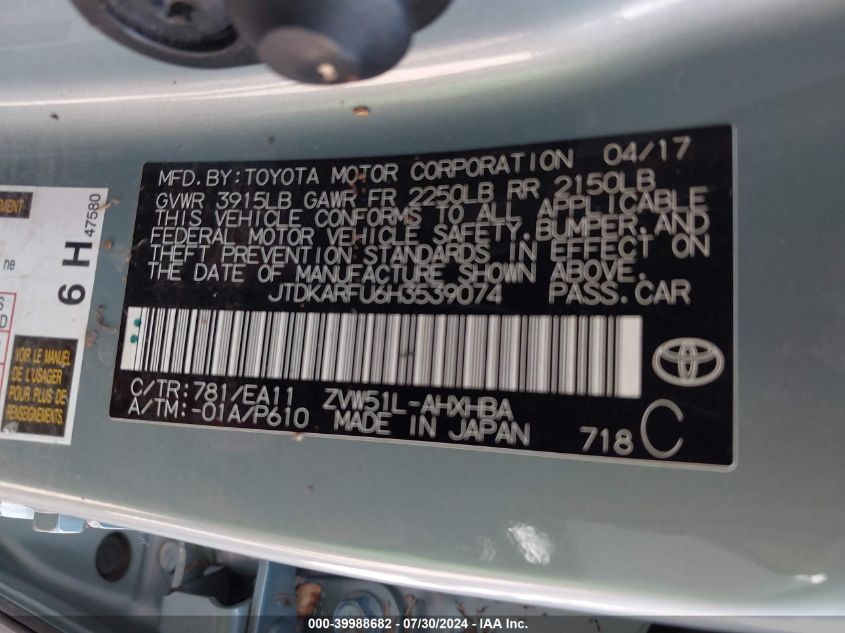 MFD. BY: TOYOTA MOTOR CORPORATION 04/17
GVWR 3915LB GAWR FR 2250LB RR 2150LB
THIS VEHICLE CONFORMS TO ALL APPLICABLE
FEDERAL MOTOR VEHICLE SAFETY, BUMPER, AND
THEFT PREVENTION STANDARDS IN EFFECT ON
THE DATE OF MANUFACTURE SHOWN ABOVE.
JTDKARFU6H3539074 PASS. CAR
C/TR: 781/EA11 ZVW51L-AHXHBA
A/TM: -01A/P610 MADE IN JAPAN
718 C
6 H 47580
ne
VOIR LE MANUEL
DE L'USAGER
POUR PLUS DE
000-39988682 / 07/30/2024 / IAAI.com